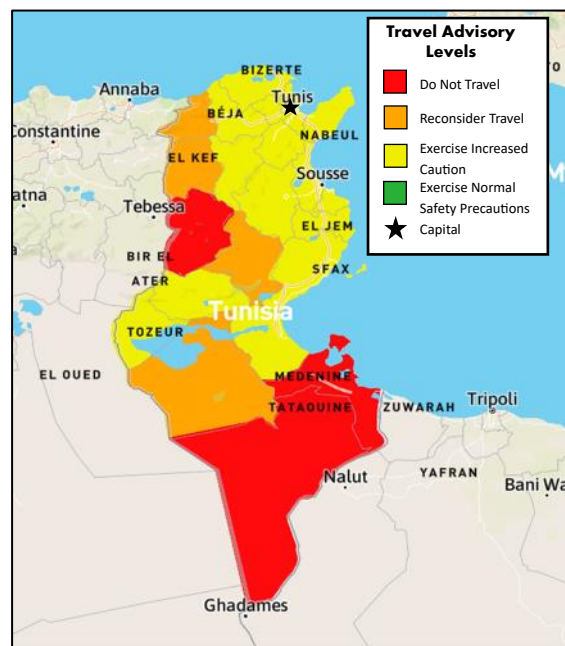 Travel Advisory
Levels
Do Not Travel
Reconsider Travel
Exercise Increased
Caution
Exercise Normal
Safety Precautions
Capital
BIZERTE
Annaba
Tunis
BÉJA
Constantine
NABEUL
EL KEF
Sousse
atna
Tebessa
EL JEM
BIR EL
ATER
SFAX
Tunisia
TOZEUR
EL OUED
MEDENINE
TATAOUINE
ZUWARAH
Tripoli
YAFRAN
Nalut
Bani Wa
Ghadames
TO
M
a